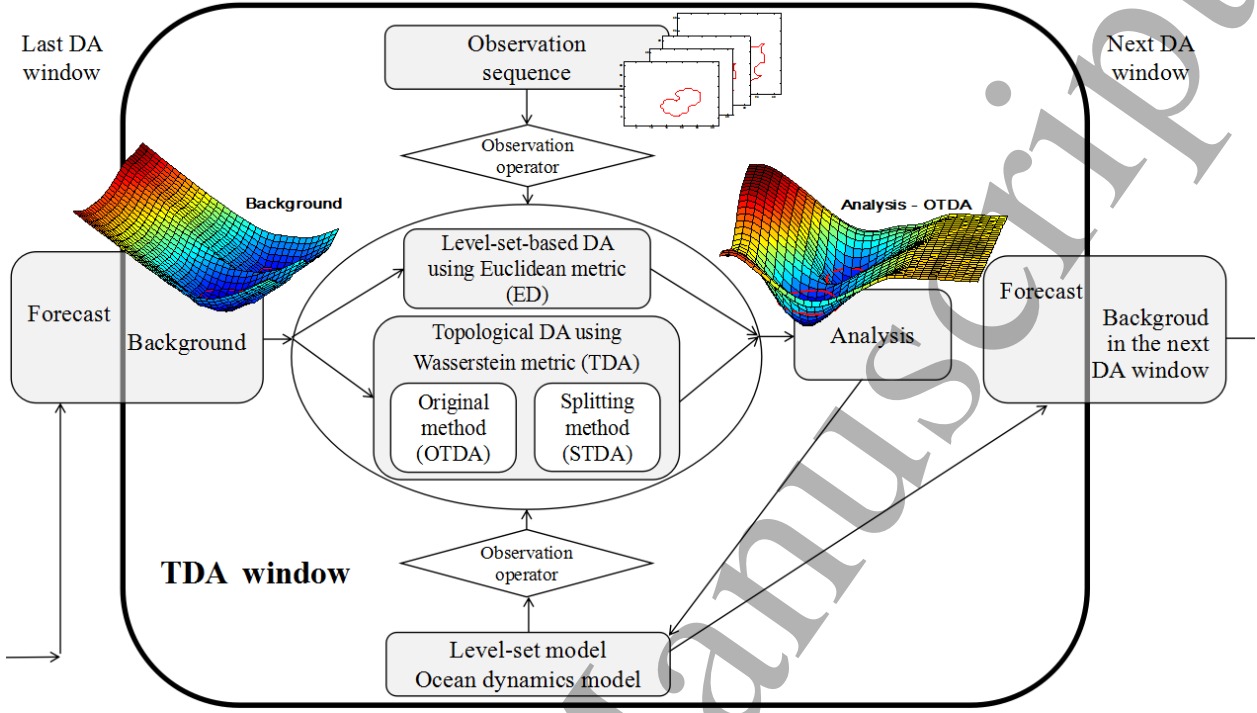 Last DA
window
Observation
sequence
Next DA
window
Observation
operator
Background
Analysis - OTDA
Level-set-based DA
using Euclidean metric
(ED)
Forecast
Background
Topological DA using
Wasserstein metric (TDA)
Original
method
(OTDA)
Splitting
method
(STDA)
Analysis
Forecast
Backgroud
in the next
DA window
Observation
operator
TDA window
Level-set model
Ocean dynamics model